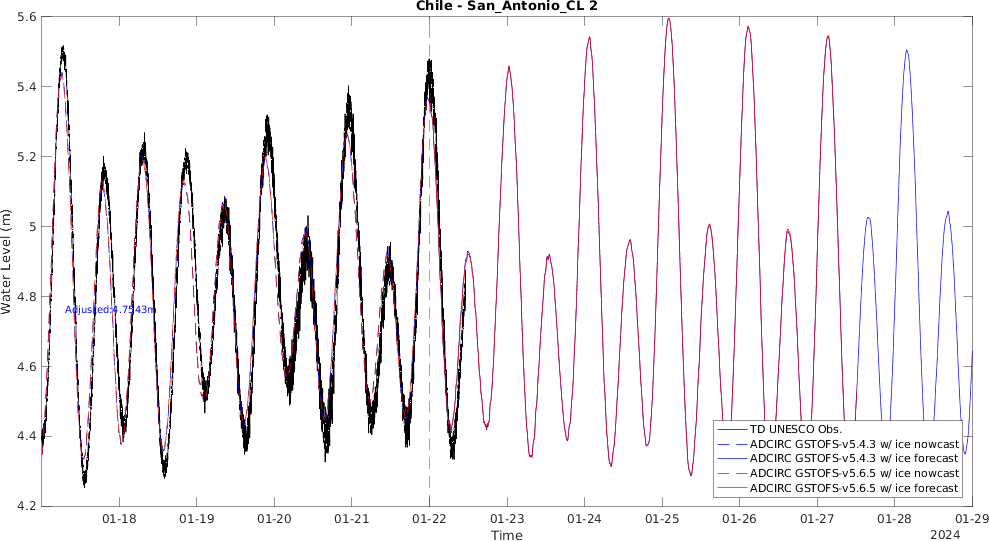 Chile - San_Antonio_CL 2
5.6
5.4
5.2
5
4.8
4.6
4.4
4.2
Water Level (m)
Adjusted:4.7543m
TD UNESCO Obs.
ADCIRC GSTOFS-v5.4.3 w/ ice nowcast
ADCIRC GSTOFS-v5.4.3 w/ ice forecast
ADCIRC GSTOFS-v5.6.5 w/ ice nowcast
ADCIRC GSTOFS-v5.6.5 w/ ice forecast
01-18 01-19 01-20 01-21 01-22 01-23 01-24 01-25 01-26 01-27 01-28 01-29
Time
2024